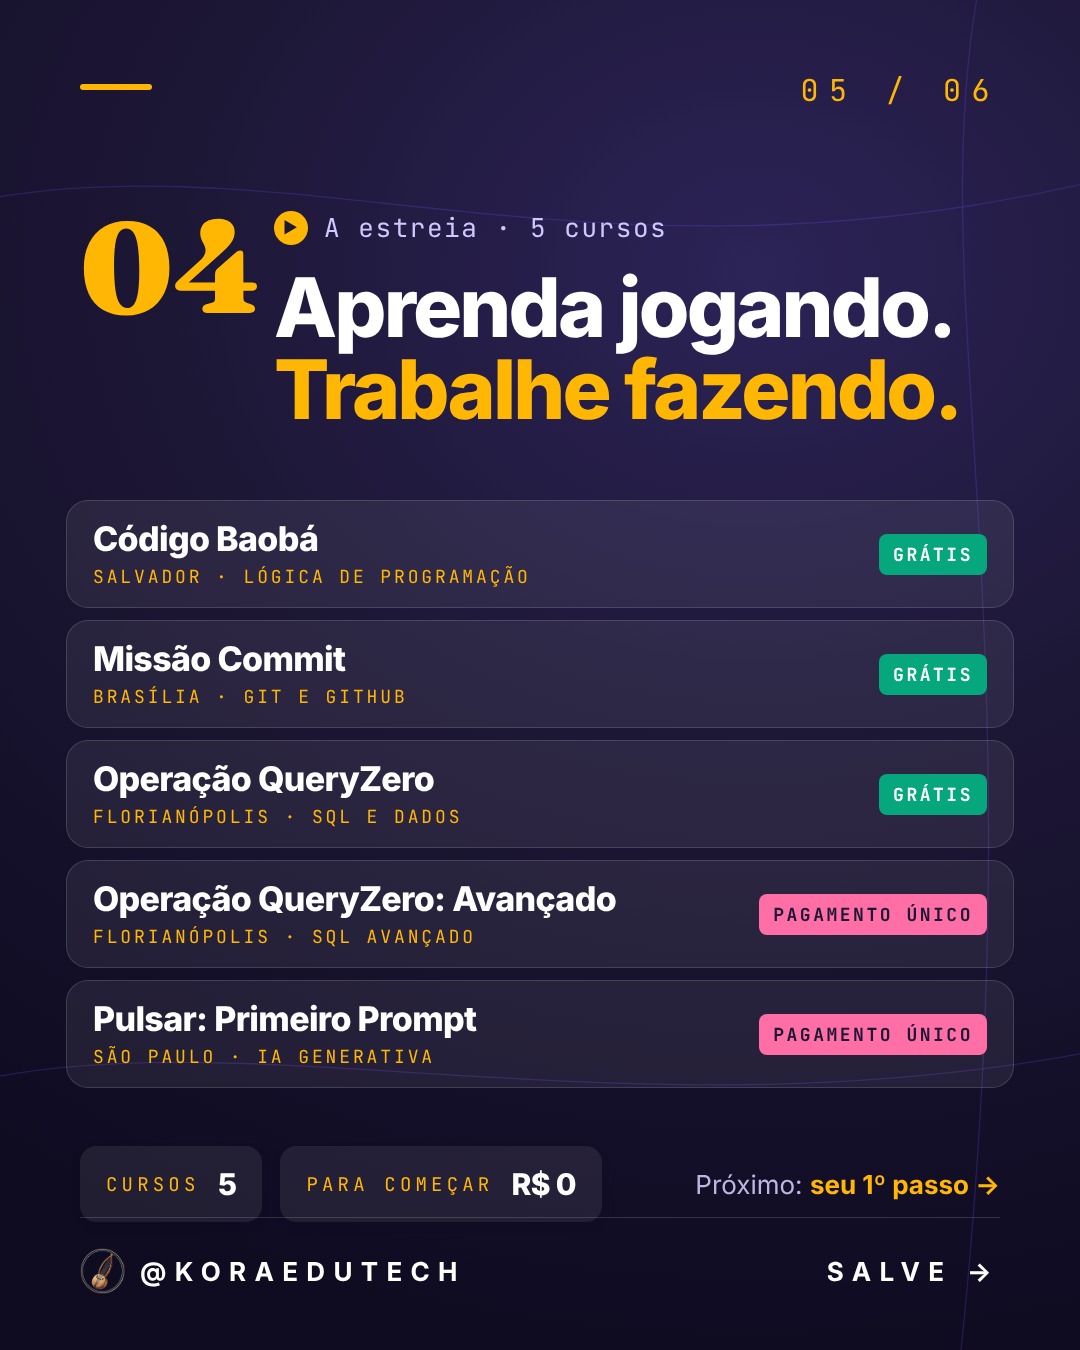 05 / 06
04
A estreia · 5 cursos
Aprenda jogando.
Trabalhe fazendo.
Código Baobá
SALVADOR · LÓGICA DE PROGRAMAÇÃO
GRÁTIS
Missão Commit
BRASÍLIA · GIT E GITHUB
GRÁTIS
Operação QueryZero
FLORIANÓPOLIS · SQL E DADOS
GRÁTIS
Operação QueryZero: Avançado
FLORIANÓPOLIS · SQL AVANÇADO
PAGAMENTO ÚNICO
Pulsar: Primeiro Prompt
SÃO PAULO · IA GENERATIVA
PAGAMENTO ÚNICO
CURSOS 5
PARA COMEÇAR R$ 0
Próximo: seu 1º passo →
@KORAEDUTECH
SALVE →